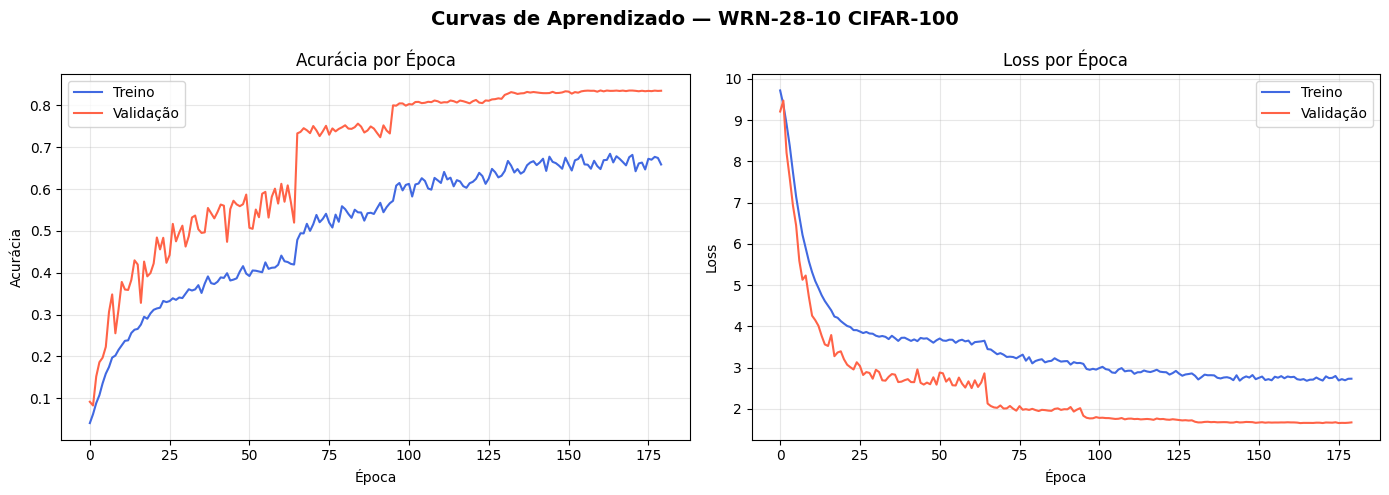 Curvas de Aprendizado — WRN-28-10 CIFAR-100
Acurácia por Época
Treino
Validação
Acurácia
0.8
0.7
0.6
0.5
0.4
0.3
0.2
0.1
0 25 50 75 100 125 150 175
Época
Loss por Época
Treino
Validação
Loss
10
9
8
7
6
5
4
3
2
0 25 50 75 100 125 150 175
Época